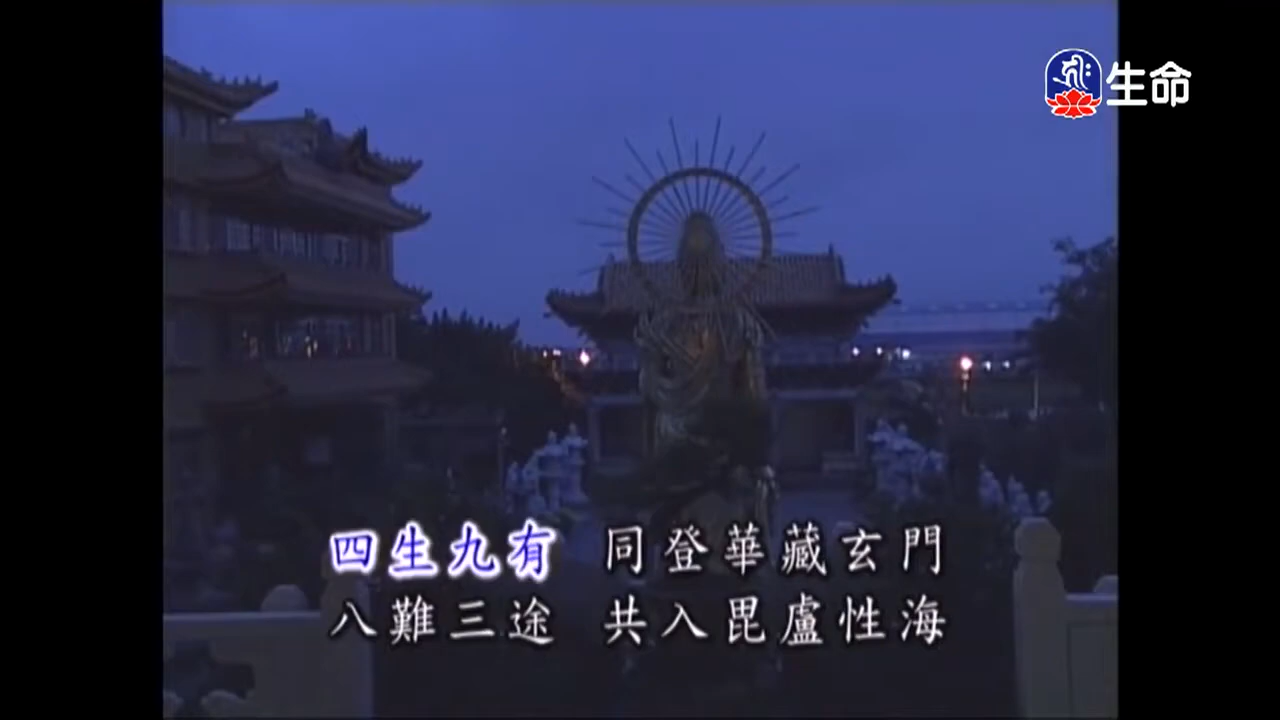 生命
四生九有 同登華藏玄門
八難三途 共入毘盧性海